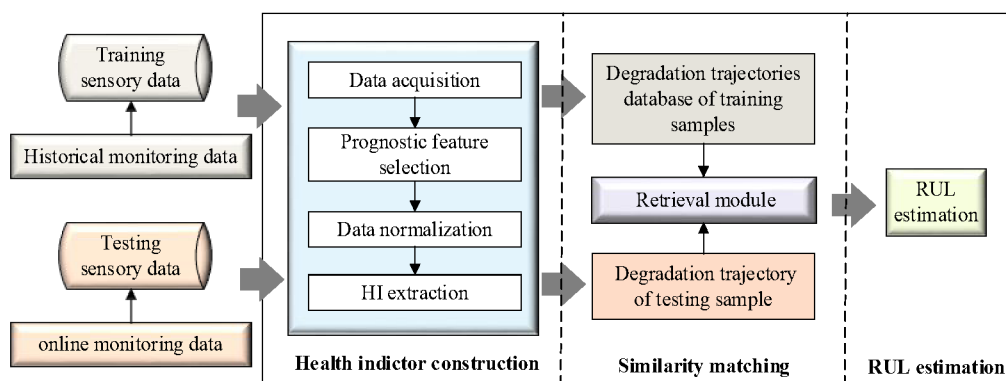 Training
sensory data
Historical monitoring data
Testing
sensory data
online monitoring data
Data acquisition
Prognostic feature
selection
Data normalization
HI extraction
Health indictor construction
Degradation trajectories
database of training
samples
Retrieval module
Degradation trajectory
of testing sample
Similarity matching
RUL
estimation
RUL estimation